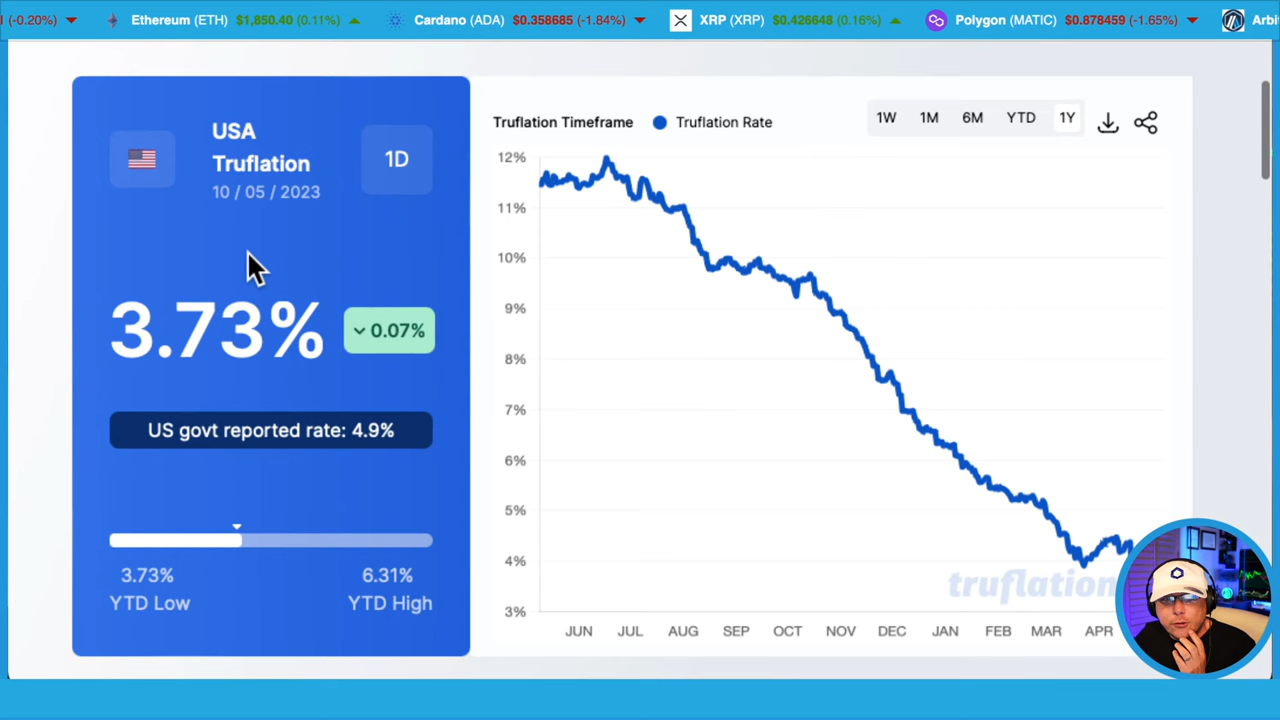 (-0.20%) Ethereum (ETH) $1,850.40 (0.11%) Cardano (ADA) $0.358685 (-1.84%) XRP (XRP) $0.426648 (0.16%) Polygon (MATIC) $0.878459 (-1.65%) Arbi
USA
Truflation
10 / 05 / 2023
1D
3.73%
0.07%
US govt reported rate: 4.9%
3.73%
YTD Low
6.31%
YTD High
Truflation Timeframe
Truflation Rate
1W 1M 6M YTD 1Y
12%
11%
10%
9%
8%
7%
6%
5%
4%
3%
truflation
JUN JUL AUG SEP OCT NOV DEC JAN FEB MAR APR